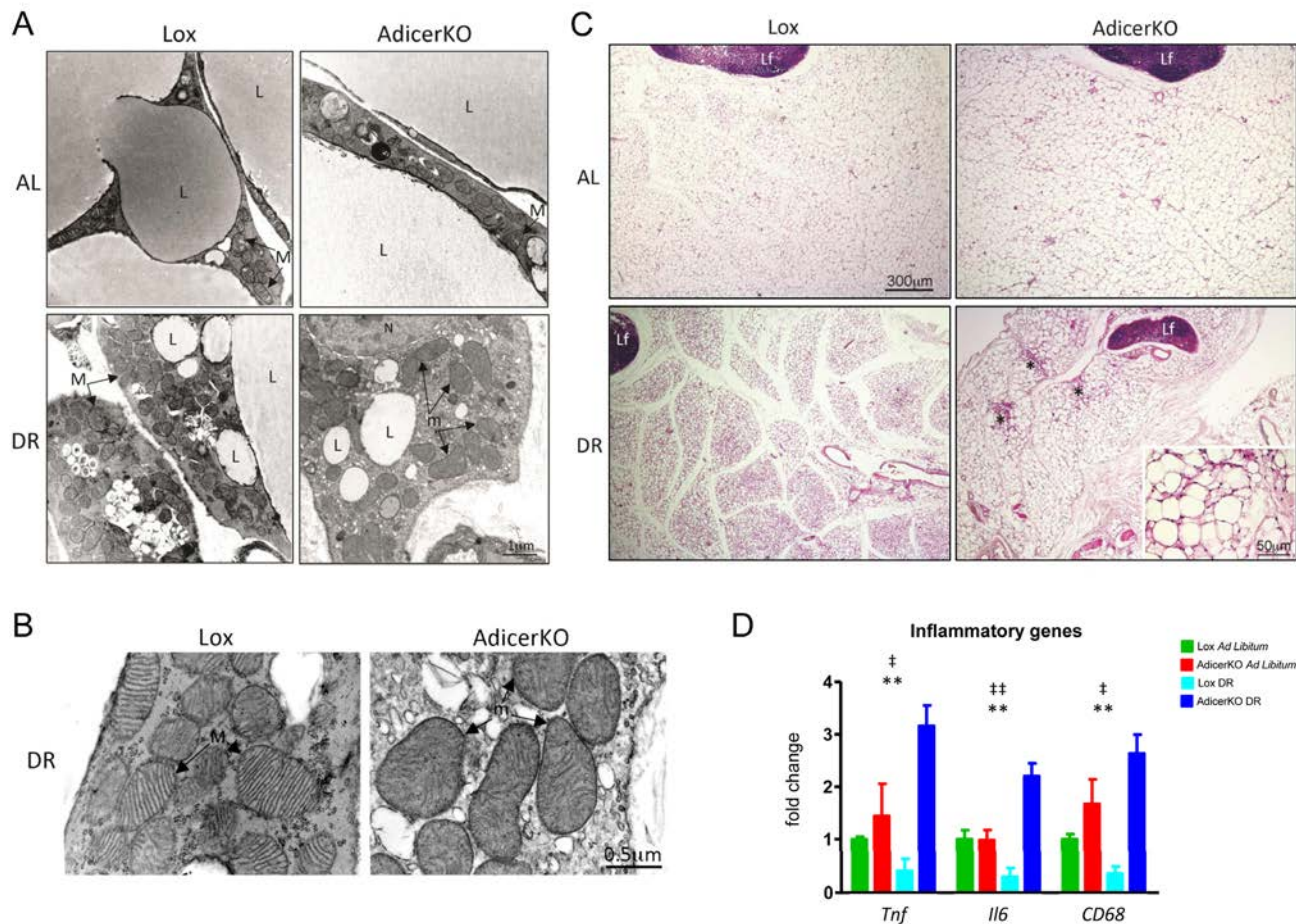 A
Lox
AdicerKO
AL
L
L
M
L
L
M
DR
M
L
L
L
N
L
L
m
1μm
B
Lox
AdicerKO
DR
M
m
0.5μm
C
Lox
AdicerKO
AL
Lf
300μm
Lf
DR
Lf
Lf
*
*
*
50μm
D
Inflammatory genes
Lox Ad Libitum
AdicerKO Ad Libitum
Lox DR
AdicerKO DR
‡ ‡‡ ‡
** ** **
fold change
4
3
2
1
0
Tnf Il6 CD68